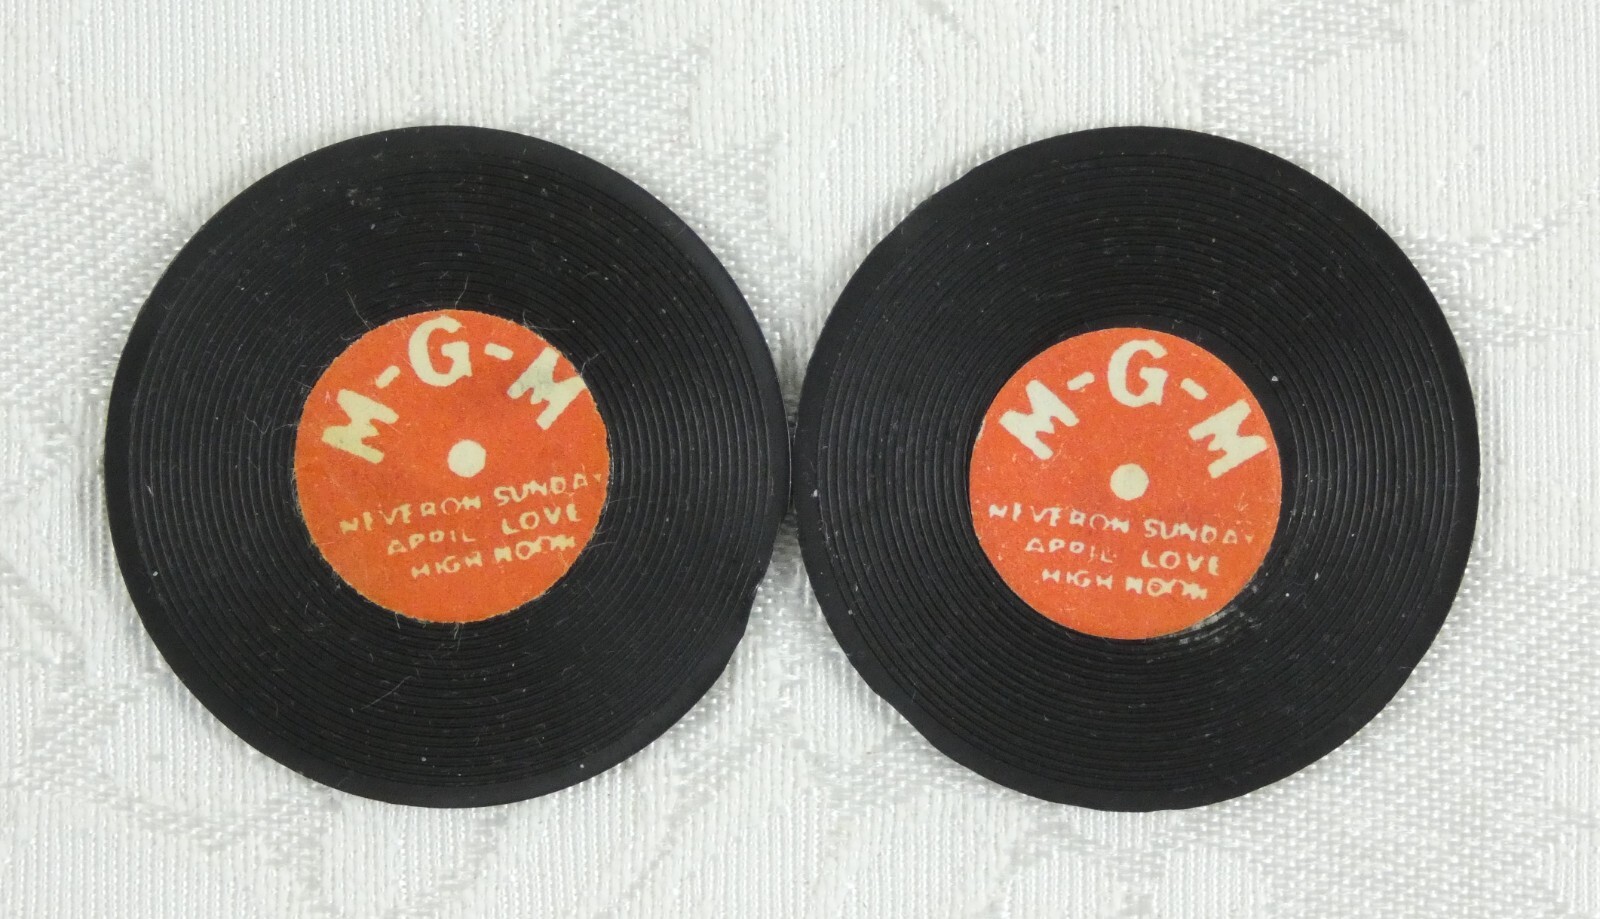 M-G-M
NEVER ON SUNDAY
APRIL LOVE
HIGH NOON
M-G-M
NEVER ON SUNDAY
APRIL LOVE
HIGH NOON